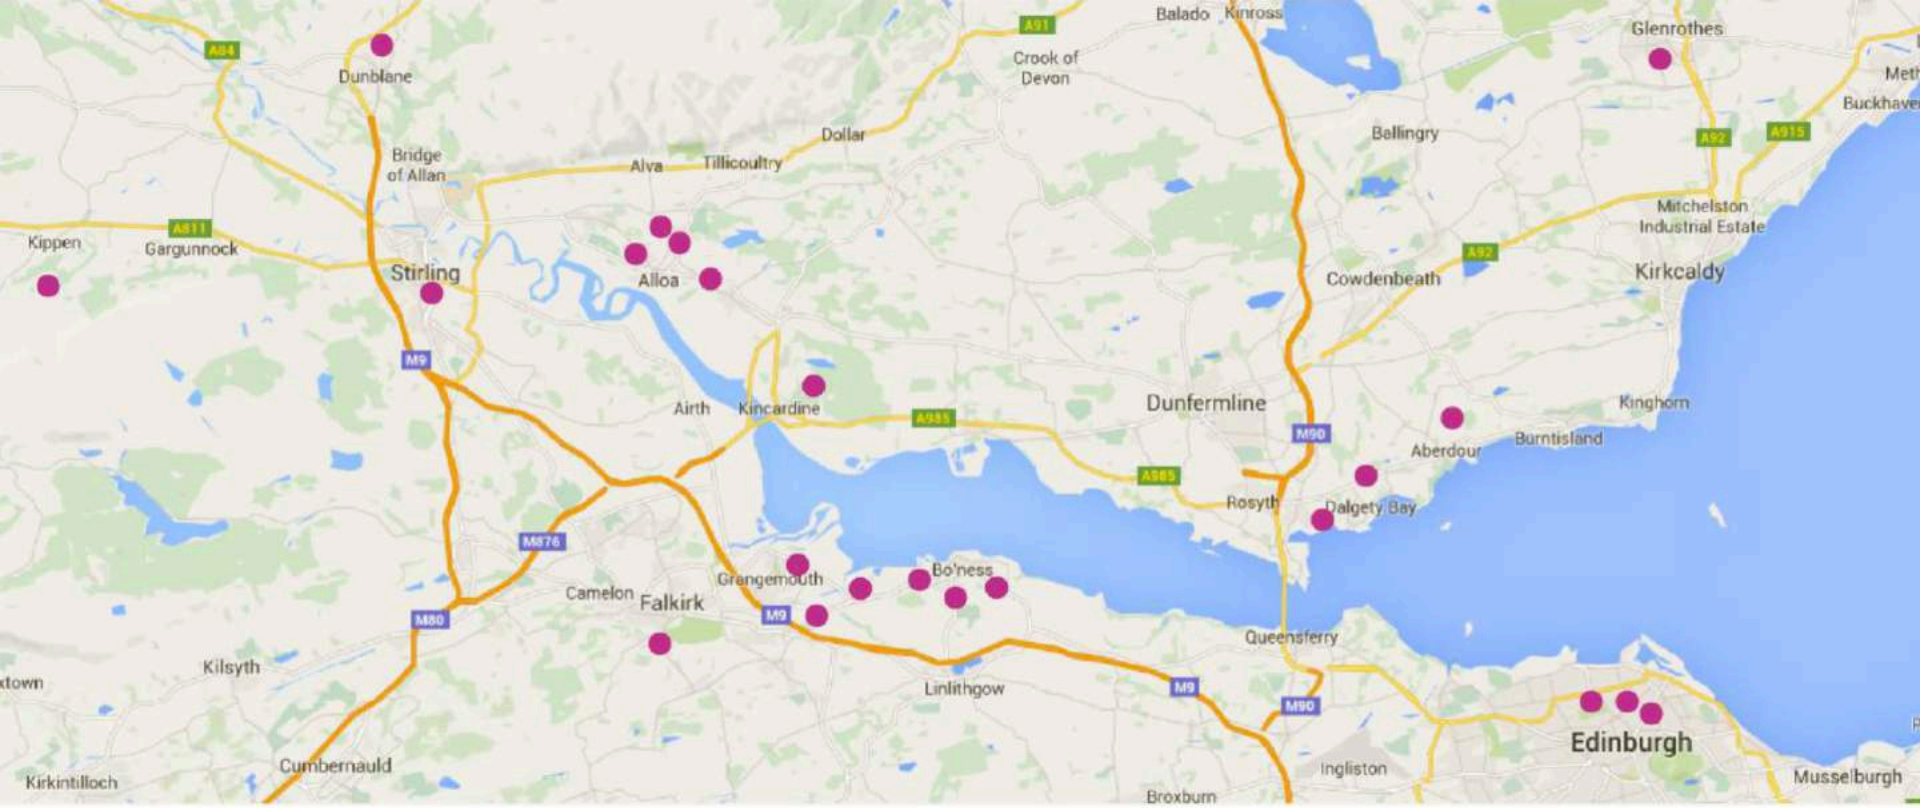 Balado
Kinross
A91
Glenrothes
A84
Crook of
Devon
Dunblane
Meth
Buckhave
Dollar
Ballingry
A92
A915
Bridge
of Allan
Alva
Tillicoultry
Mitchelston
Industrial Estate
A811
Kippen
Gargunnock
A92
Stirling
Alloa
Cowdenbeath
Kirkcaldy
M9
Airth
Kincardine
A985
Dunfermline
Kinghorn
M90
Burntisland
Aberdour
A985
Rosyth
Dalgety Bay
M876
Grangemouth
Bo'ness
Camelon
Falkirk
M9
M80
Queensferry
Kilsyth
xtown
Linlithgow
M9
M90
Edinburgh
Cumbernauld
Ingliston
Musselburgh
Kirkintilloch
Broxburn